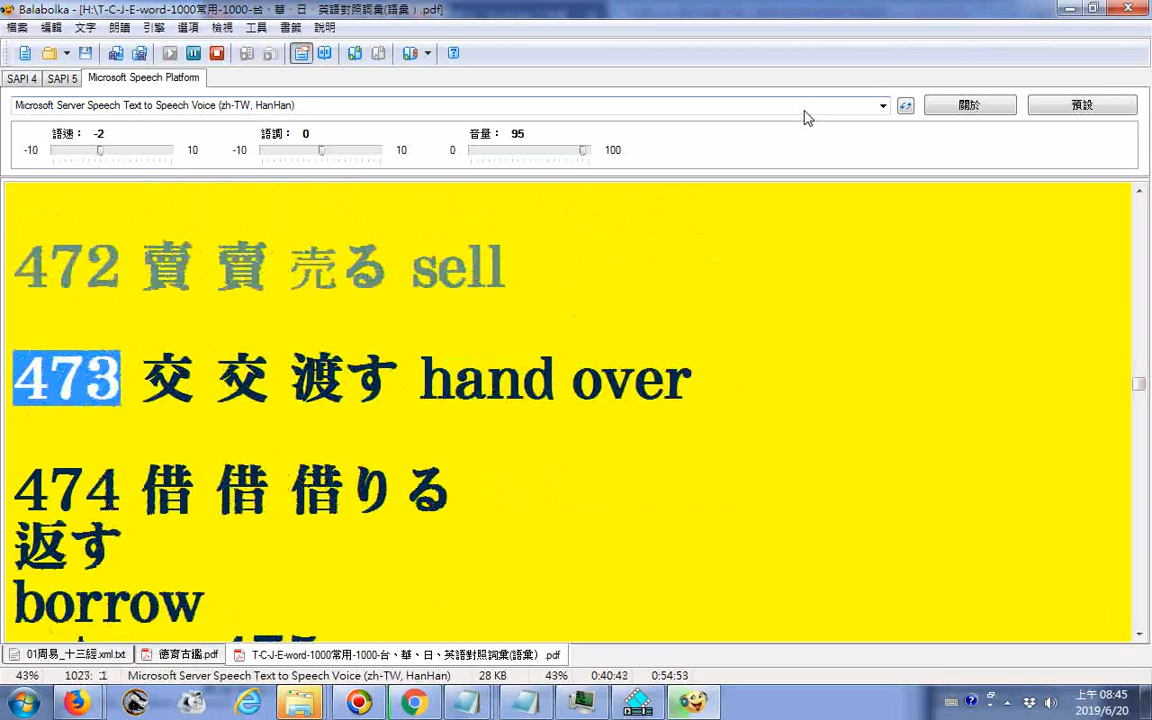 Balabolka - [H:\T-C-J-E-word-1000常用-1000-台、華、日、英語對照詞彙(語彙).pdf]
檔案 編輯 文字 朗讀 引擎 選項 檢視 工具 書籤 說明
SAPI 4 SAPI 5 Microsoft Speech Platform
Microsoft Server Speech Text to Speech Voice (zh-TW, HanHan) 關於 預設
語速： -2 語調： 0 音量： 95
-10 10 -10 10 0 100
472 賣 賣 売る sell
473 交 交 渡す hand over
474 借 借 借りる
返す
borrow
01周易_十三經.xml.txt 德育古鑑.pdf T-C-J-E-word-1000常用-1000-台、華、日、英語對照詞彙(語彙）.pdf
43% 1023: 1 Microsoft Server Speech Text to Speech Voice (zh-TW, HanHan) 28 KB 43% 0:40:42 0:54:53
上午 08:45
2019/6/20